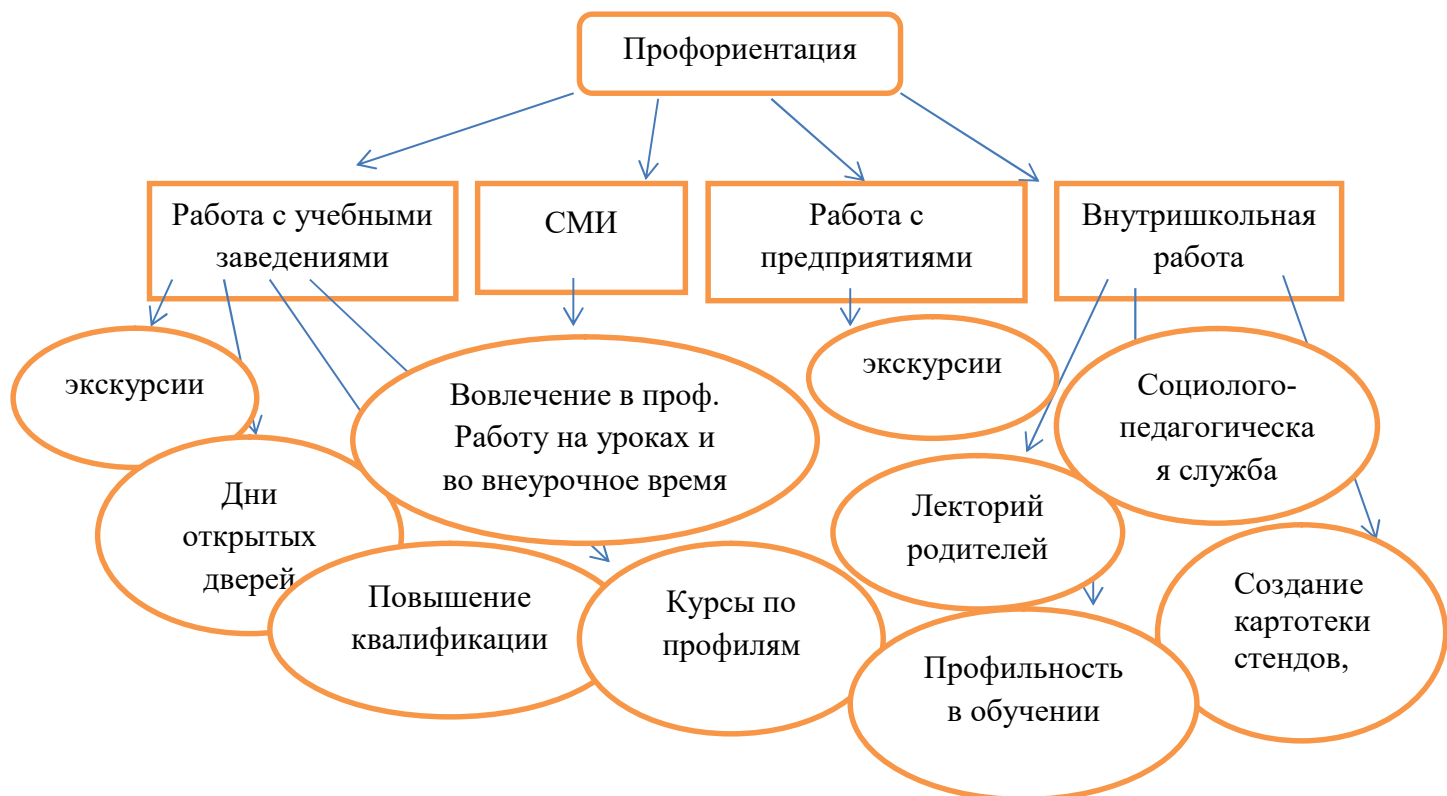 Профориентация
Работа с учебными
заведениями
СМИ
Работа с
предприятиями
Внутришкольная
работа
экскурсии
Вовлечение в проф.
Работу на уроках и
во внеурочное время
экскурсии
Социолого-
педагогическа
я служба
Дни
открытых
дверей
Лекторий
родителей
Повышение
квалификации
Курсы по
профилям
Профильность
в обучении
Создание
картотеки
стендов,